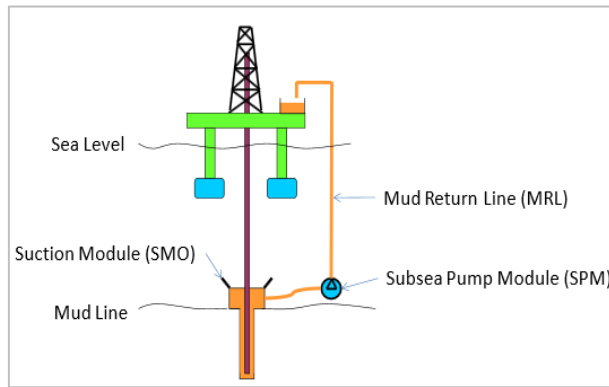 Sea Level
Mud Return Line (MRL)
Suction Module (SMO)
Subsea Pump Module (SPM)
Mud Line